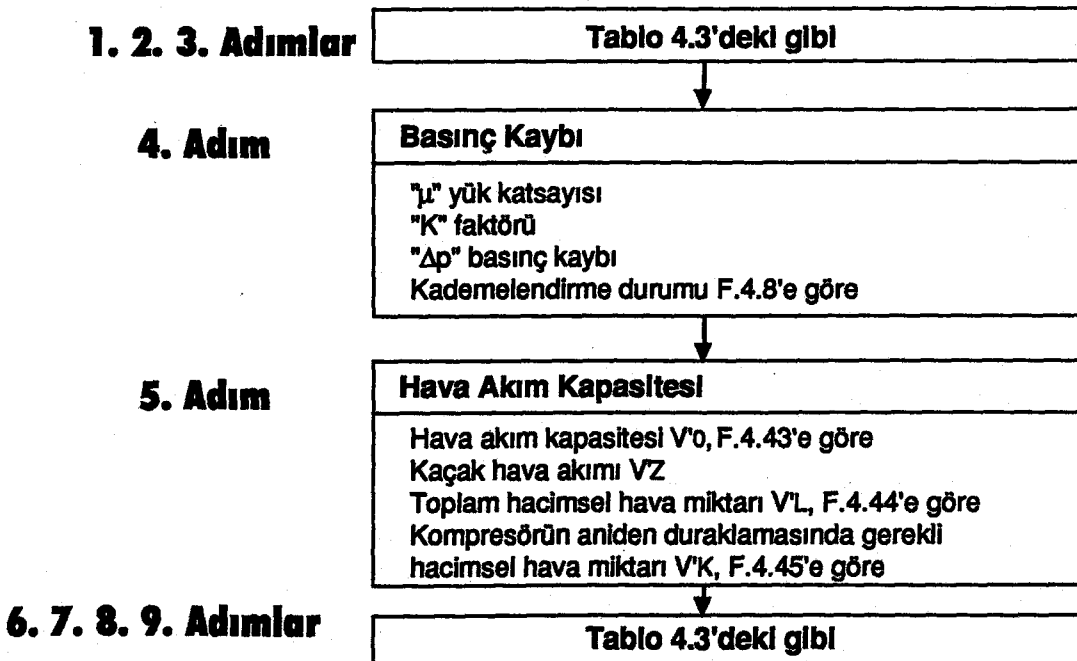 1. 2. 3. Adımlar
Tablo 4.3'deki gibi
4. Adım
Basınç Kaybı
"μ" yük katsayısı
"K" faktörü
"Δp" basınç kaybı
Kademelendirme durumu F.4.8'e göre
5. Adım
Hava Akım Kapasitesi
Hava akım kapasitesi V'0, F.4.43'e göre
Kaçak hava akımı V'Z
Toplam hacimsel hava miktarı V'L, F.4.44'e göre
Kompresörün aniden duraklamasında gerekli
hacimsel hava miktarı V'K, F.4.45'e göre
6. 7. 8. 9. Adımlar
Tablo 4.3'deki gibi